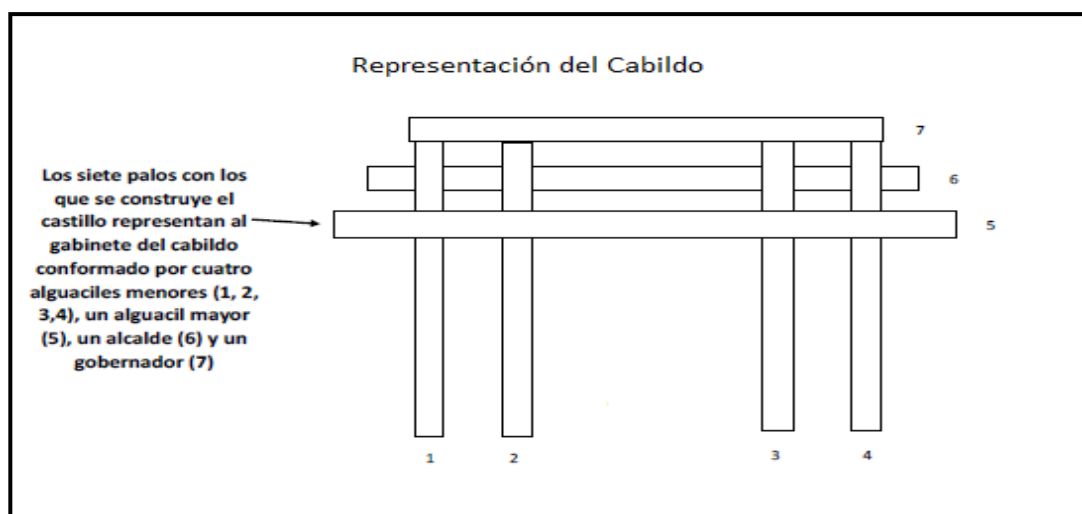 Representación del Cabildo
7
Los siete palos con los
que se construye el
castillo representan al
gabinete del cabildo
conformado por cuatro
alguaciles menores (1, 2,
3,4), un alguacil mayor
(5), un alcalde (6) y un
gobernador (7)
6
5
1
2
3
4